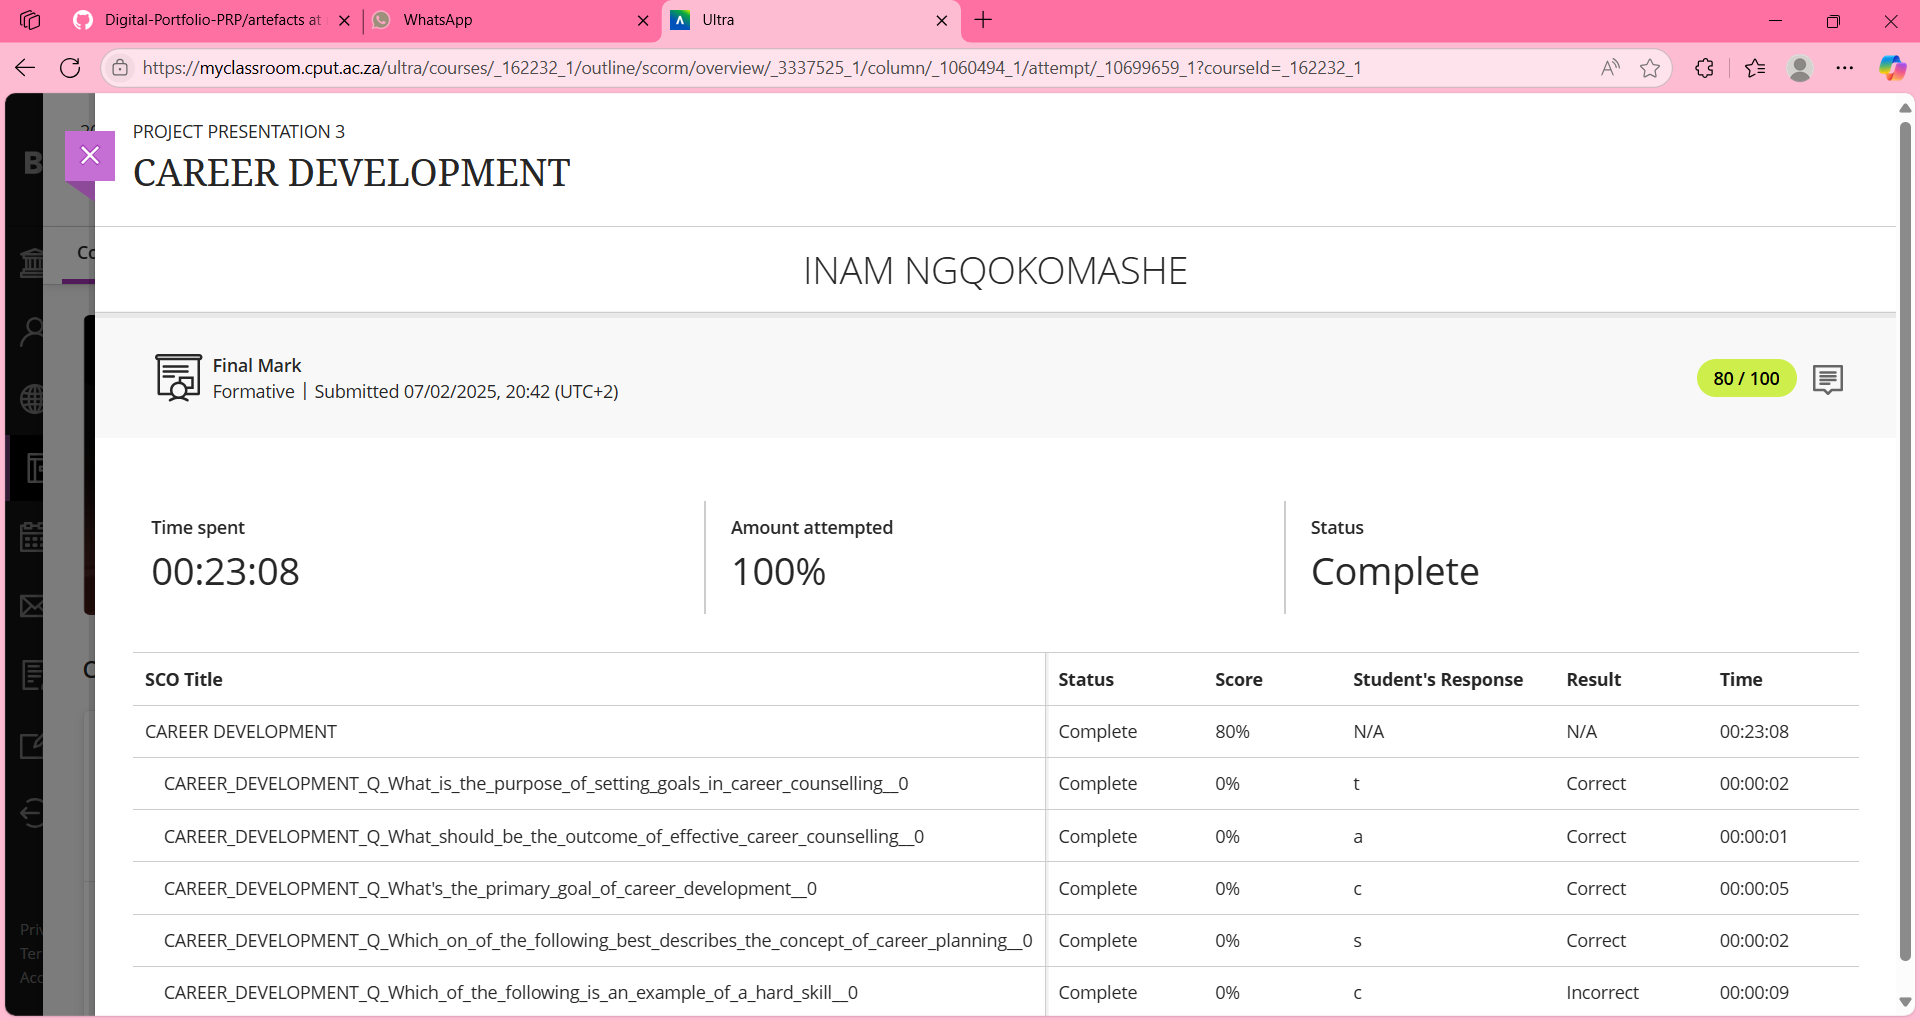 Digital-Portfolio-PRP/artefacts at
WhatsApp
Ultra
https://myclassroom.cput.ac.za/ultra/courses/_162232_1/outline/scorm/overview/_3337525_1/column/_1060494_1/attempt/_10699659_1?courseId=_162232_1
PROJECT PRESENTATION 3
CAREER DEVELOPMENT
INAM NGQOKOMASHE
Final Mark
Formative | Submitted 07/02/2025, 20:42 (UTC+2)
80 / 100
Time spent
00:23:08
Amount attempted
100%
Status
Complete
SCO Title Status Score Student's Response Result Time
CAREER DEVELOPMENT Complete 80% N/A N/A 00:23:08
CAREER_DEVELOPMENT_Q_What_is_the_purpose_of_setting_goals_in_career_counselling__0 Complete 0% t Correct 00:00:02
CAREER_DEVELOPMENT_Q_What_should_be_the_outcome_of_effective_career_counselling__0 Complete 0% a Correct 00:00:01
CAREER_DEVELOPMENT_Q_What's_the_primary_goal_of_career_development__0 Complete 0% c Correct 00:00:05
CAREER_DEVELOPMENT_Q_Which_on_of_the_following_best_describes_the_concept_of_career_planning__0 Complete 0% s Correct 00:00:02
CAREER_DEVELOPMENT_Q_Which_of_the_following_is_an_example_of_a_hard_skill__0 Complete 0% c Incorrect 00:00:09